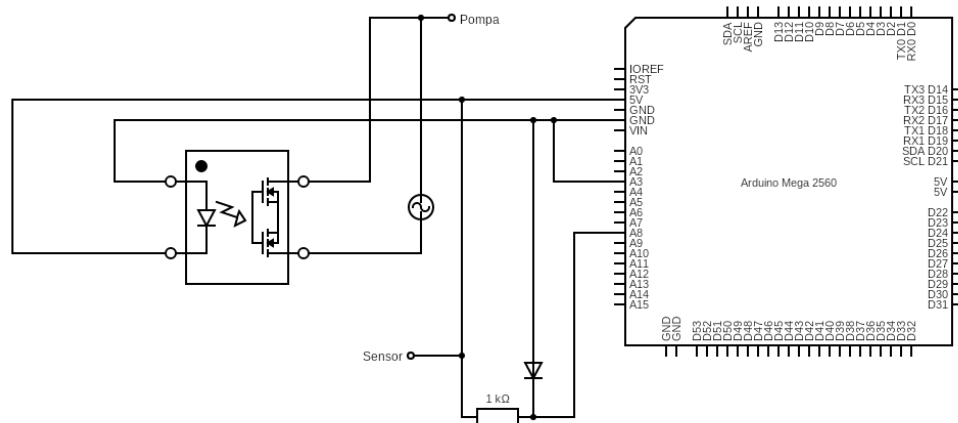 Pompa
SDA
SCL
AREF
GND
D13
D12
D11
D10
D9
D8
D7
D6
D5
D4
D3
D2
TX0 D1
RX0 D0
IOREF
RST
3V3
5V
GND
GND
VIN
A0
A1
A2
A3
A4
A5
A6
A7
A8
A9
A10
A11
A12
A13
A14
A15
Arduino Mega 2560
TX3 D14
RX3 D15
TX2 D16
RX2 D17
TX1 D18
RX1 D19
SDA D20
SCL D21
5V
5V
D22
D23
D24
D25
D26
D27
D28
D29
D30
D31
GND
GND
D53
D52
D51
D50
D49
D48
D47
D46
D45
D44
D43
D42
D41
D40
D39
D38
D37
D36
D35
D34
D33
D32
Sensor
1 kΩ